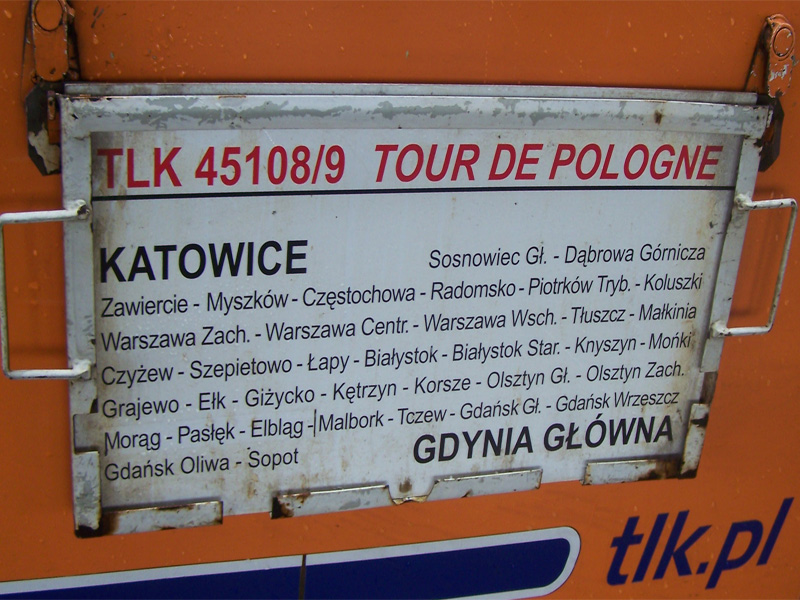 TLK 45108/9 TOUR DE POLOGNE
KATOWICE Sosnowiec Gł. - Dąbrowa Górnicza
Zawiercie - Myszków - Częstochowa - Radomsko - Piotrków Tryb. - Koluszki
Warszawa Zach. - Warszawa Centr. - Warszawa Wsch. - Tłuszcz - Małkinia
Czyżew - Szepietowo - Łapy - Białystok - Białystok Star. - Knyszyn - Mońki
Grajewo - Ełk - Giżycko - Kętrzyn - Korsze - Olsztyn Gł. - Olsztyn Zach.
Morąg - Pasłęk - Elbląg - Malbork - Tczew - Gdańsk Gł. - Gdańsk Wrzeszcz
Gdańsk Oliwa - Sopot GDYNIA GŁÓWNA
tlk.pl